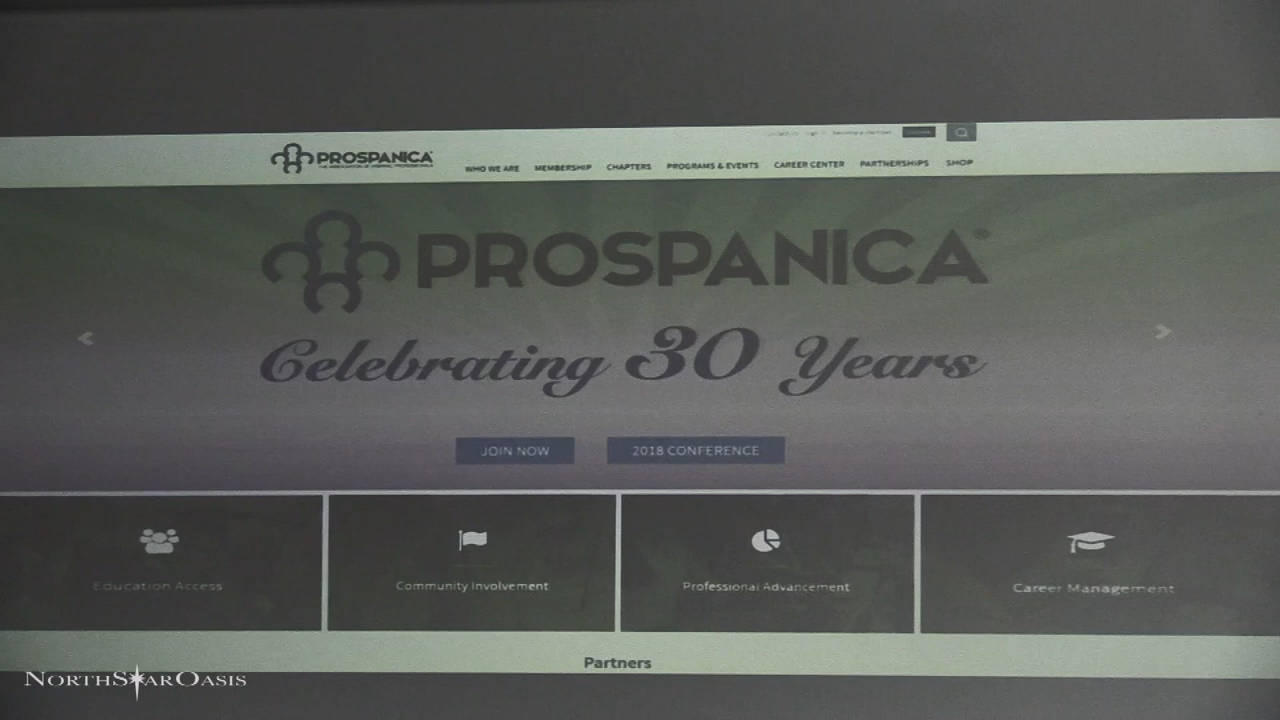 PROSPANICA
WHO WE ARE MEMBERSHIP CHAPTERS PROGRAMS & EVENTS CAREER CENTER PARTNERSHIPS SHOP
PROSPANICA®
Celebrating 30 Years
JOIN NOW 2018 CONFERENCE
Education Access Community Involvement Professional Advancement Career Management
Partners
NORTHSTAROASIS